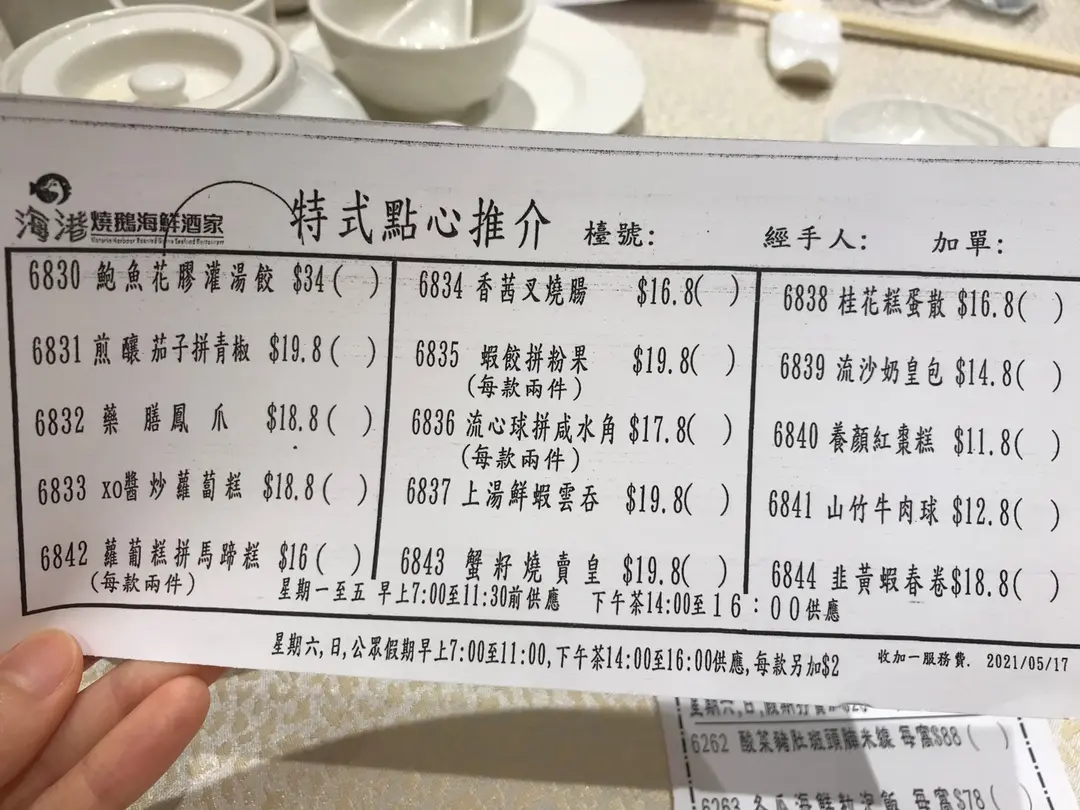 海港燒鵝海鮮酒家
特式點心推介 檯號: 經手人: 加單:
6830 鮑魚花膠灌湯餃 $34( )
6831 煎釀茄子拼青椒 $19.8( )
6832 藥膳鳳爪 $18.8( )
6833 xo醬炒蘿蔔糕 $18.8( )
6842 蘿蔔糕拼馬蹄糕 $16( )
(每款兩件)
6834 香茜叉燒腸 $16.8( )
6835 蝦餃拼粉果 $19.8( )
(每款兩件)
6836 流心球拼咸水角 $17.8( )
(每款兩件)
6837 上湯鮮蝦雲吞 $19.8( )
6843 蟹籽燒賣皇 $19.8( )
6838 桂花糕蛋散 $16.8( )
6839 流沙奶皇包 $14.8( )
6840 養顏紅棗糕 $11.8( )
6841 山竹牛肉球 $12.8( )
6844 韭黃蝦春卷$18.8( )
星期一至五 早上7:00至11:30前供應 下午茶14:00至16:00供應
星期六,日,公眾假期早上7:00至11:00,下午茶14:00至16:00供應,每款另加$2
收加一服務費. 2021/05/17
6262 酸菜豬肚 米線 每窩$88( )
6263 冬瓜海鮮粒泡飯 每窩$78( )